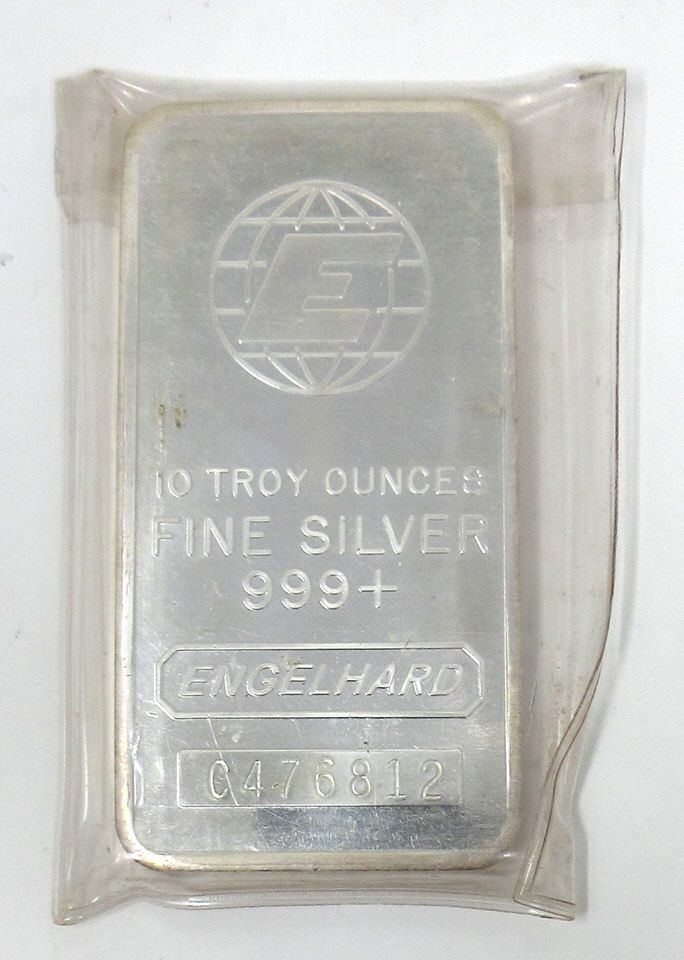 E
10 TROY OUNCES
FINE SILVER
999+
ENGELHARD
C476812